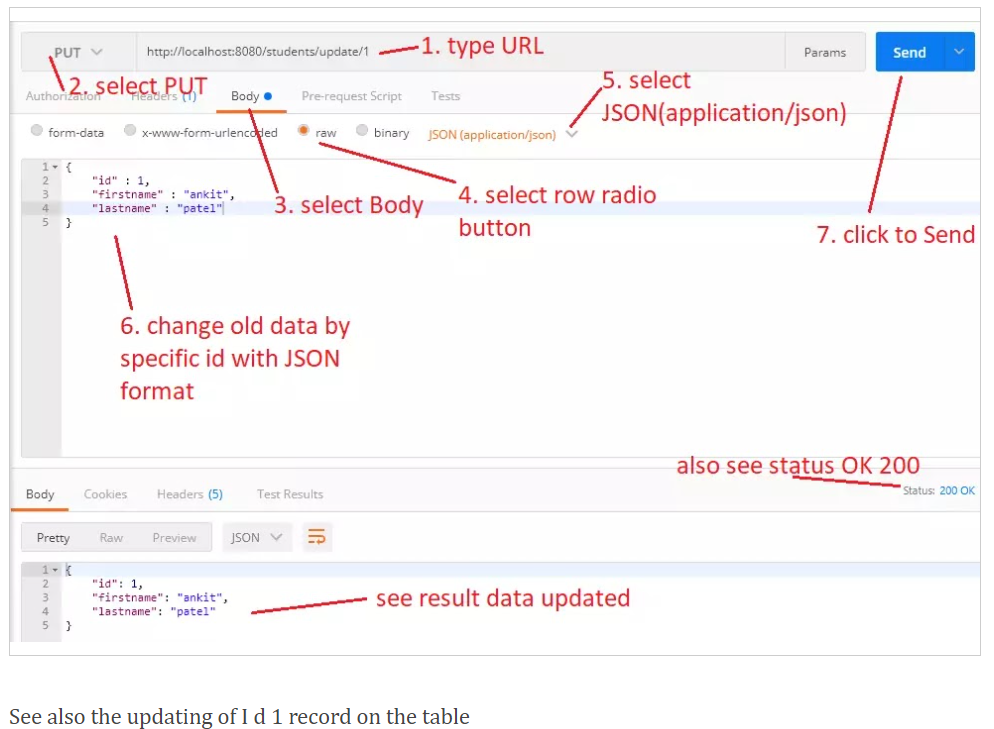 PUT http://localhost:8080/students/update/1 1. type URL Params Send
2. select PUT 5. select
JSON(application/json)
Authorization Headers (1) Body Pre-request Script Tests
form-data x-www-form-urlencoded raw binary JSON (application/json)
1 {
2 "id" : 1,
3 "firstname" : "ankit",
4 "lastname" : "patel"
5 }
3. select Body
4. select row radio
button
7. click to Send
6. change old data by
specific id with JSON
format
also see status OK 200
Body Cookies Headers (5) Test Results Status: 200 OK
Pretty Raw Preview JSON
1 {
2 "id": 1,
3 "firstname": "ankit",
4 "lastname": "patel"
5 }
see result data updated
See also the updating of I d 1 record on the table